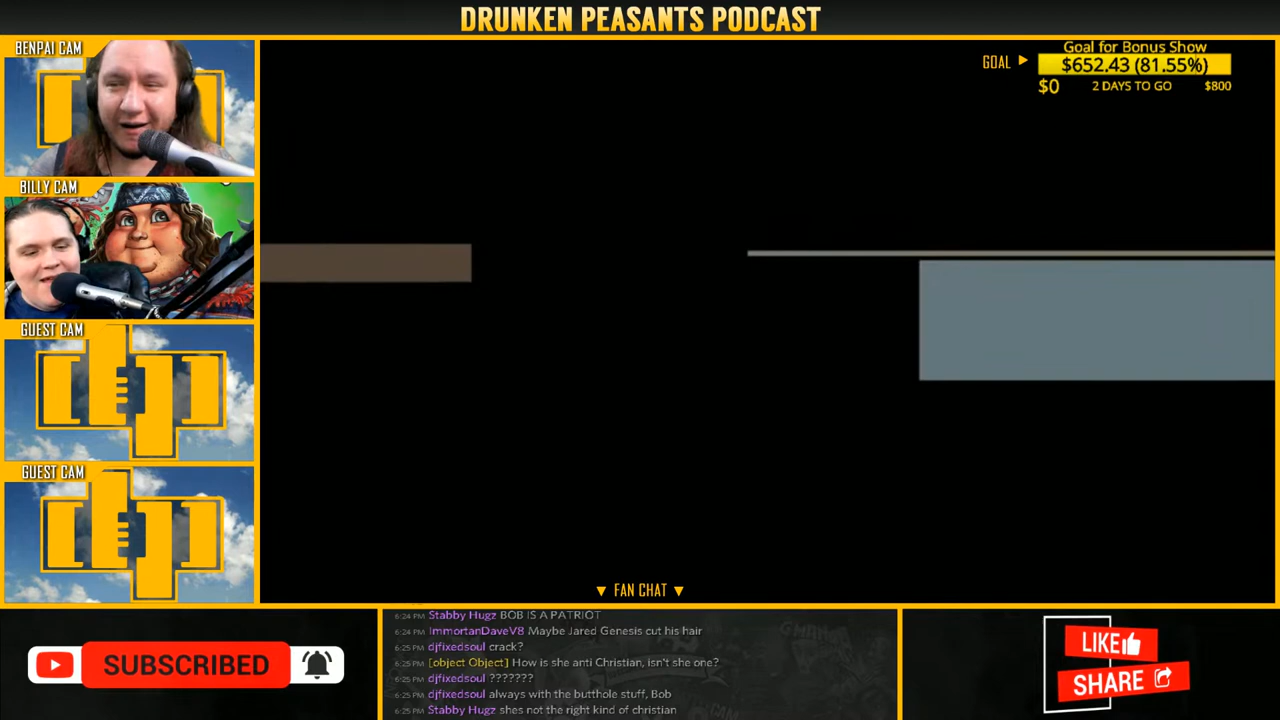 DRUNKEN PEASANTS PODCAST
BENPAI CAM
BILLY CAM
GUEST CAM
GUEST CAM
GOAL ▶
Goal for Bonus Show
$652.43 (81.55%)
$0 2 DAYS TO GO $800
▼ FAN CHAT ▼
6:24 PM Stabby Hugz BOB IS A PATRIOT
6:24 PM ImmortanDaveV8 Maybe Jared Genesis cut his hair
6:25 PM djfixedsoul crack?
6:25 PM [object Object] How is she anti Christian, isn't she one?
6:25 PM djfixedsoul ???????
6:25 PM djfixedsoul always with the butthole stuff, Bob
6:25 PM Stabby Hugz shes not the right kind of christian
SUBSCRIBED
LIKE
SHARE